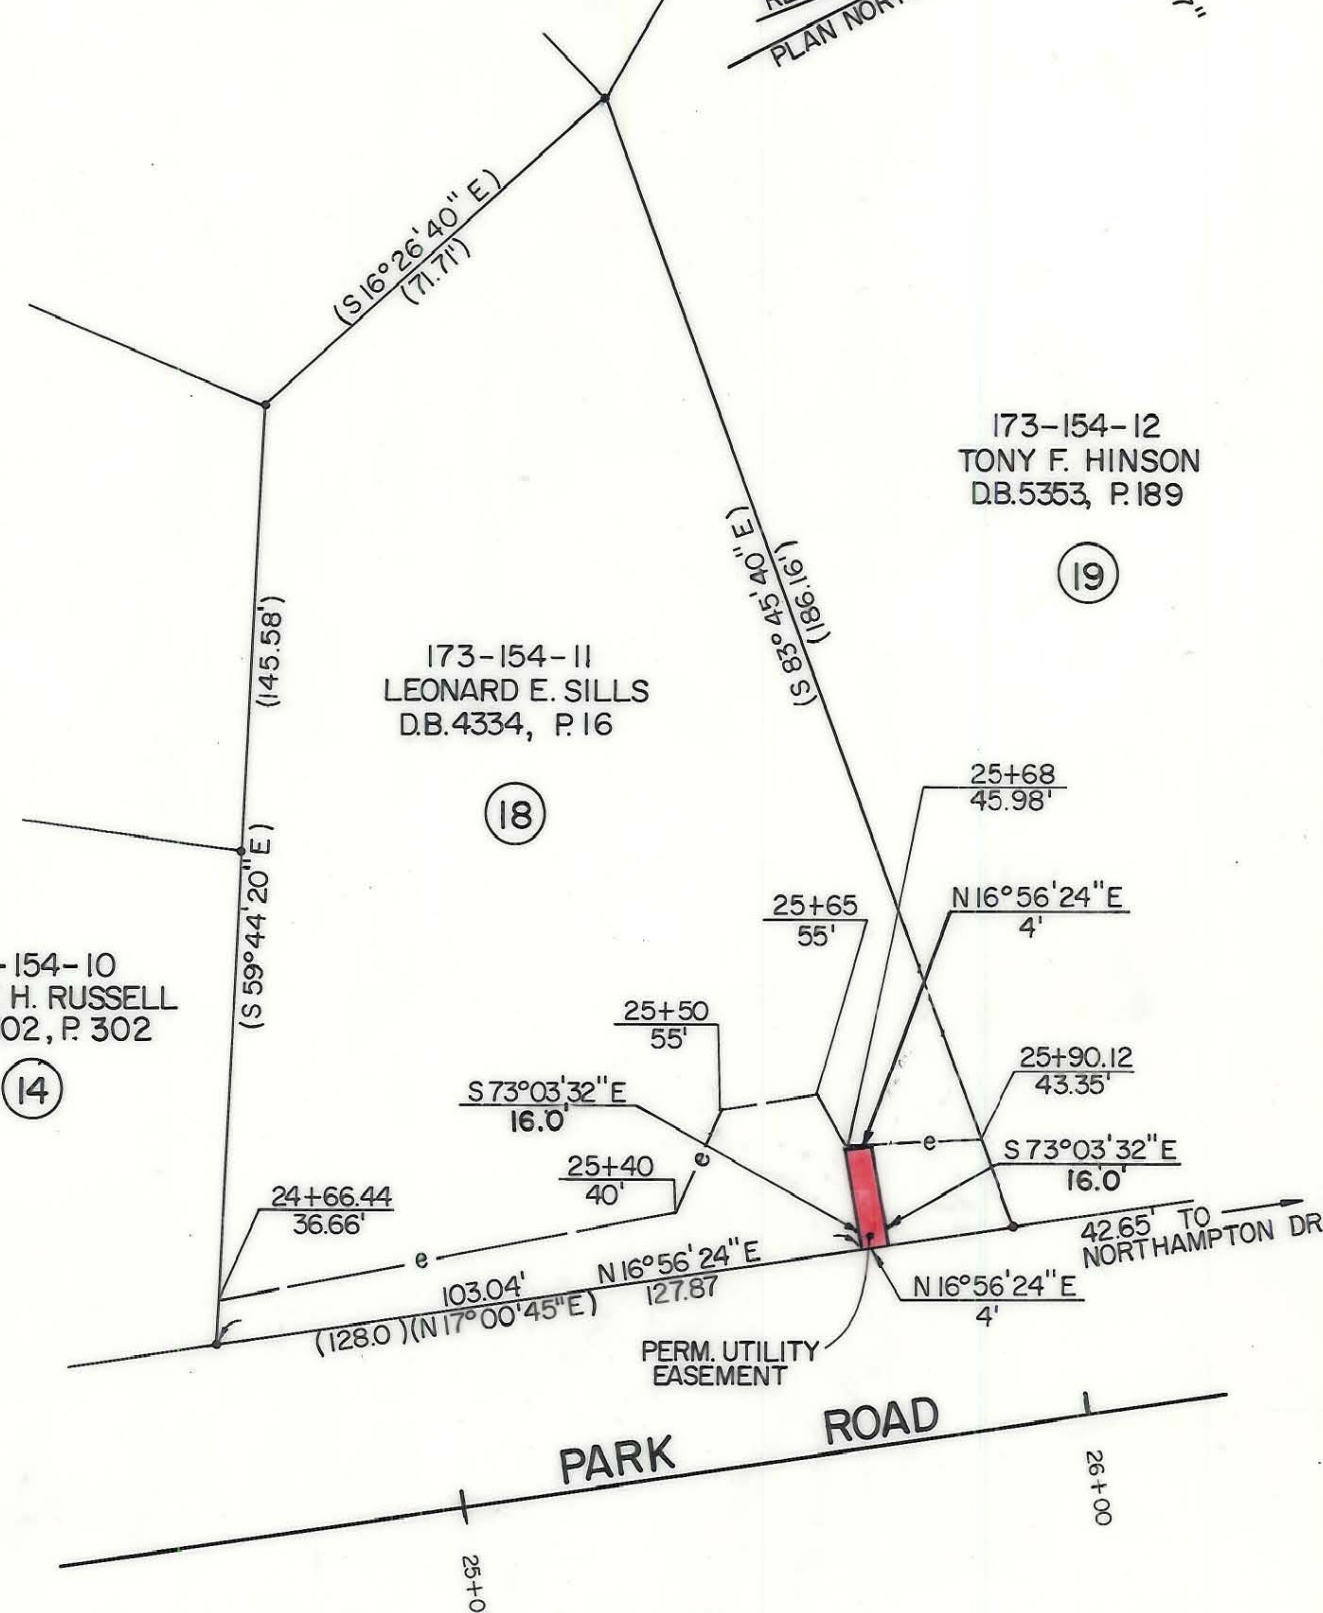 PLAN NOR
(S 16° 26' 40" E)
(71.71')
173-154-12
TONY F. HINSON
D.B. 5353, P. 189
19
(S 83° 45' 40" E)
(186.16')
(145.58')
173-154-11
LEONARD E. SILLS
D.B. 4334, P. 16
18
25+68
45.98'
(S 59° 44' 20" E)
25+65
55'
N 16° 56' 24" E
4'
-154-10
H. RUSSELL
02, P. 302
14
25+50
55'
25+90.12
43.35'
S 73° 03' 32" E
16.0'
e
e
S 73° 03' 32" E
16.0'
25+40
40'
24+66.44
36.66'
42.65' TO
NORTHAMPTON DR
e
103.04'
N 16° 56' 24" E
127.87
(128.0)(N 17° 00' 45" E)
N 16° 56' 24" E
4'
PERM. UTILITY
EASEMENT
PARK ROAD
26+00
25+0